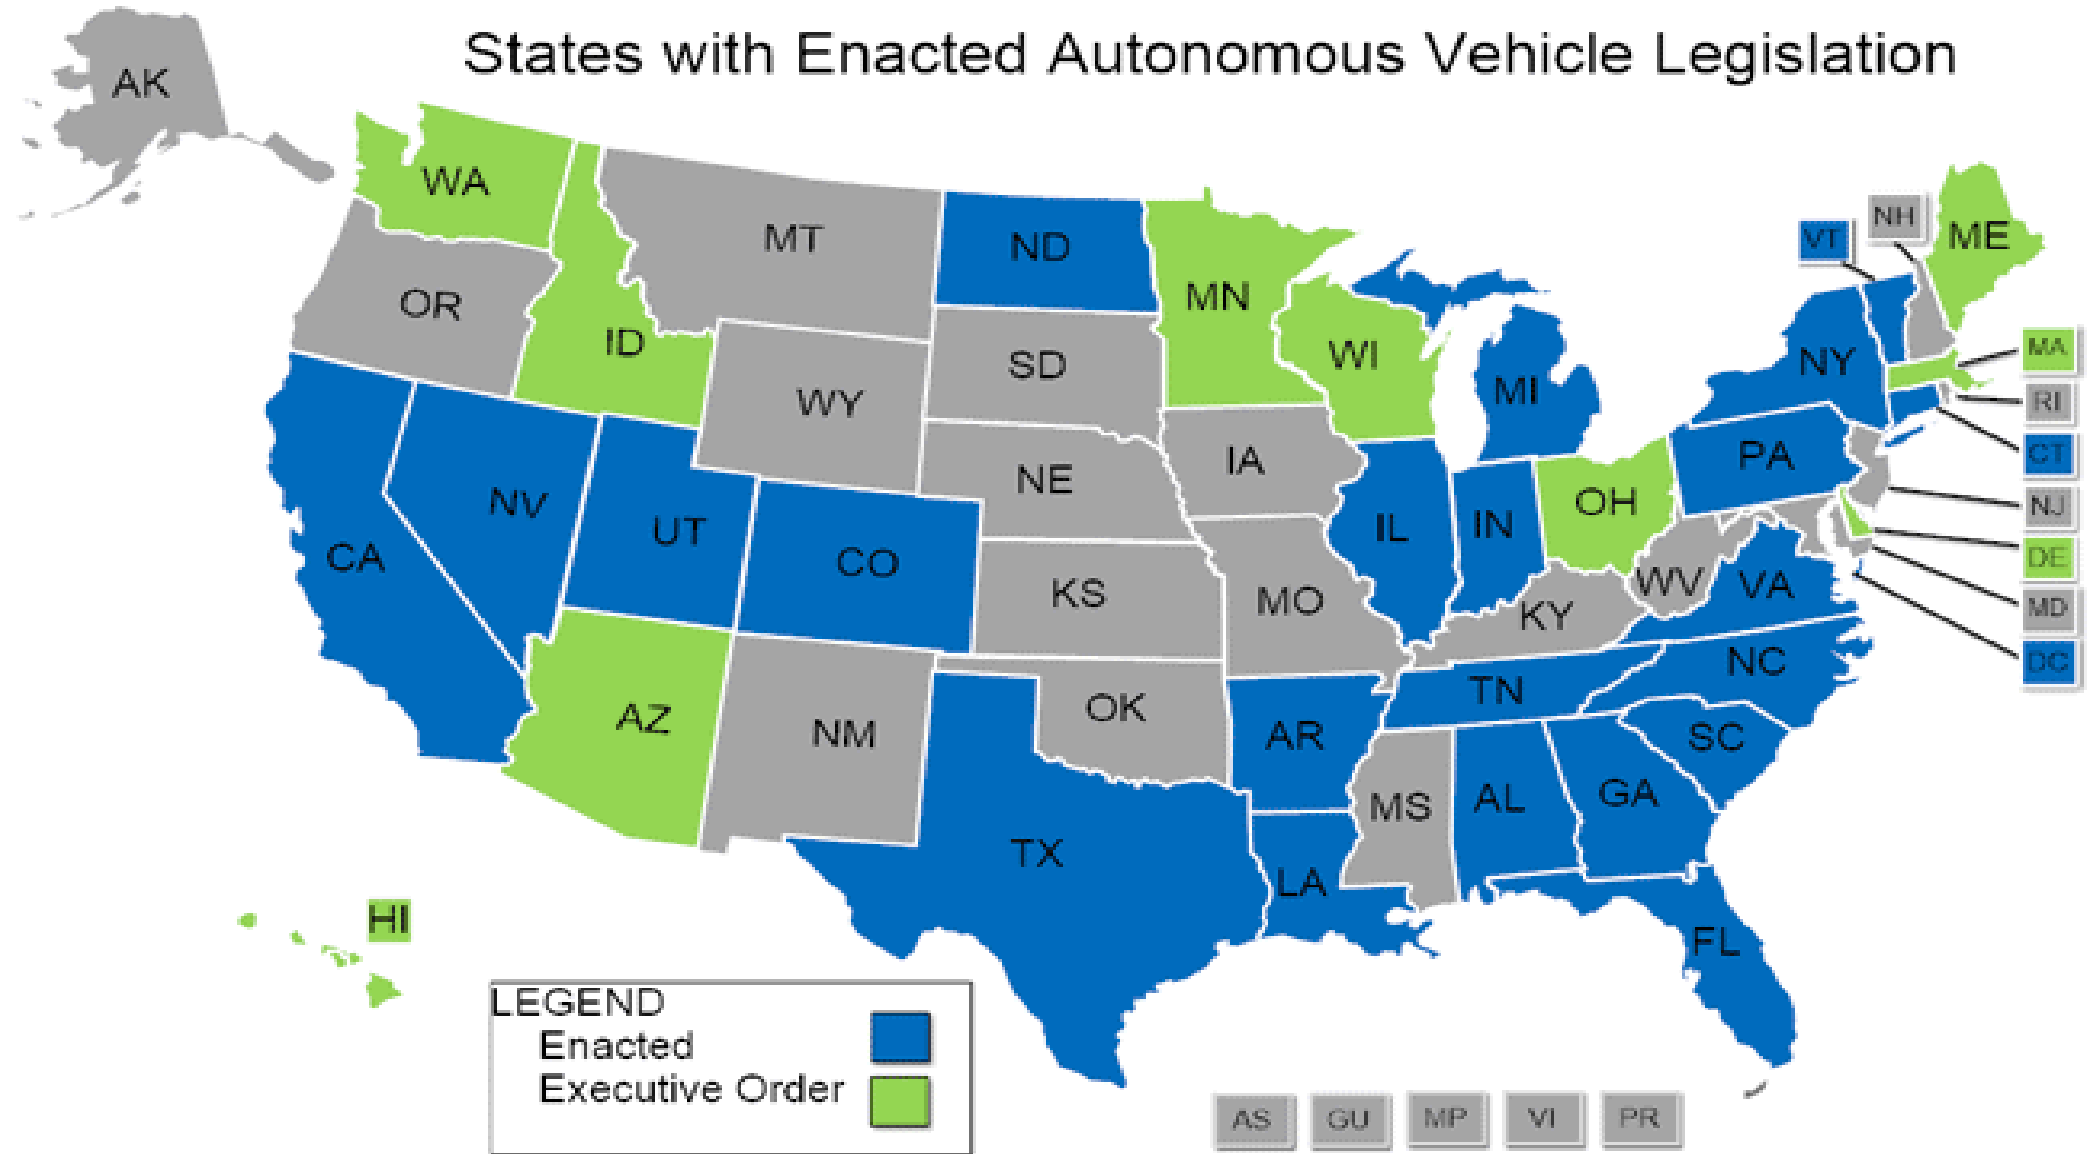 States with Enacted Autonomous Vehicle Legislation
AK
WA
MT
ND
MN
VT
NH
ME
OR
ID
SD
WI
MI
NY
MA
WY
RI
IA
NE
PA
CT
NV
UT
CO
IL
IN
OH
NJ
CA
DE
KS
MO
KY
WV
VA
MD
DC
AZ
NM
OK
AR
TN
NC
SC
TX
LA
MS
AL
GA
FL
HI
LEGEND
Enacted
Executive Order
AS
GU
MP
VI
PR